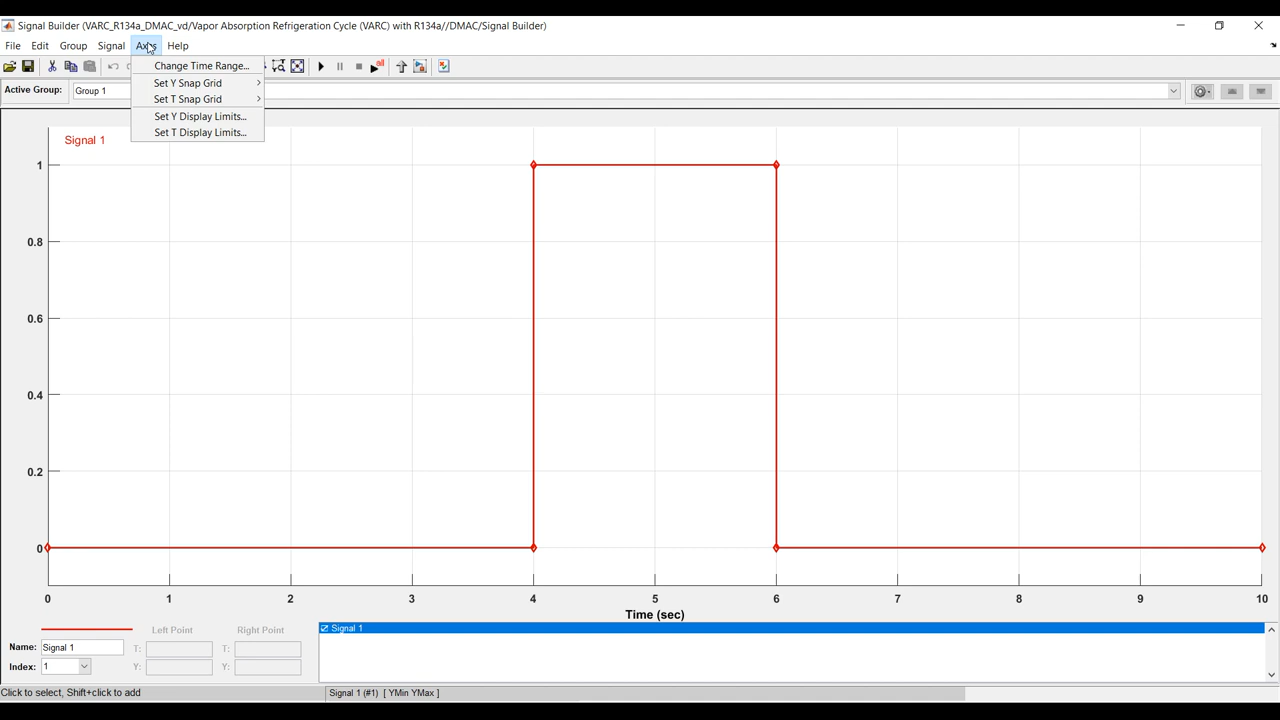 Signal Builder (VARC_R134a_DMAC_vd/Vapor Absorption Refrigeration Cycle (VARC) with R134a//DMAC/Signal Builder)
File Edit Group Signal Axes Help
Change Time Range...
Set Y Snap Grid
Set T Snap Grid
Set Y Display Limits...
Set T Display Limits...
all
Active Group: Group 1
Signal 1
1
0.8
0.6
0.4
0.2
0
0 1 2 3 4 5 6 7 8 9 10
Time (sec)
Left Point Right Point
Name: Signal 1 T: T:
Index: 1 Y: Y:
Signal 1
Click to select, Shift+click to add
Signal 1 (#1) [ YMin YMax ]